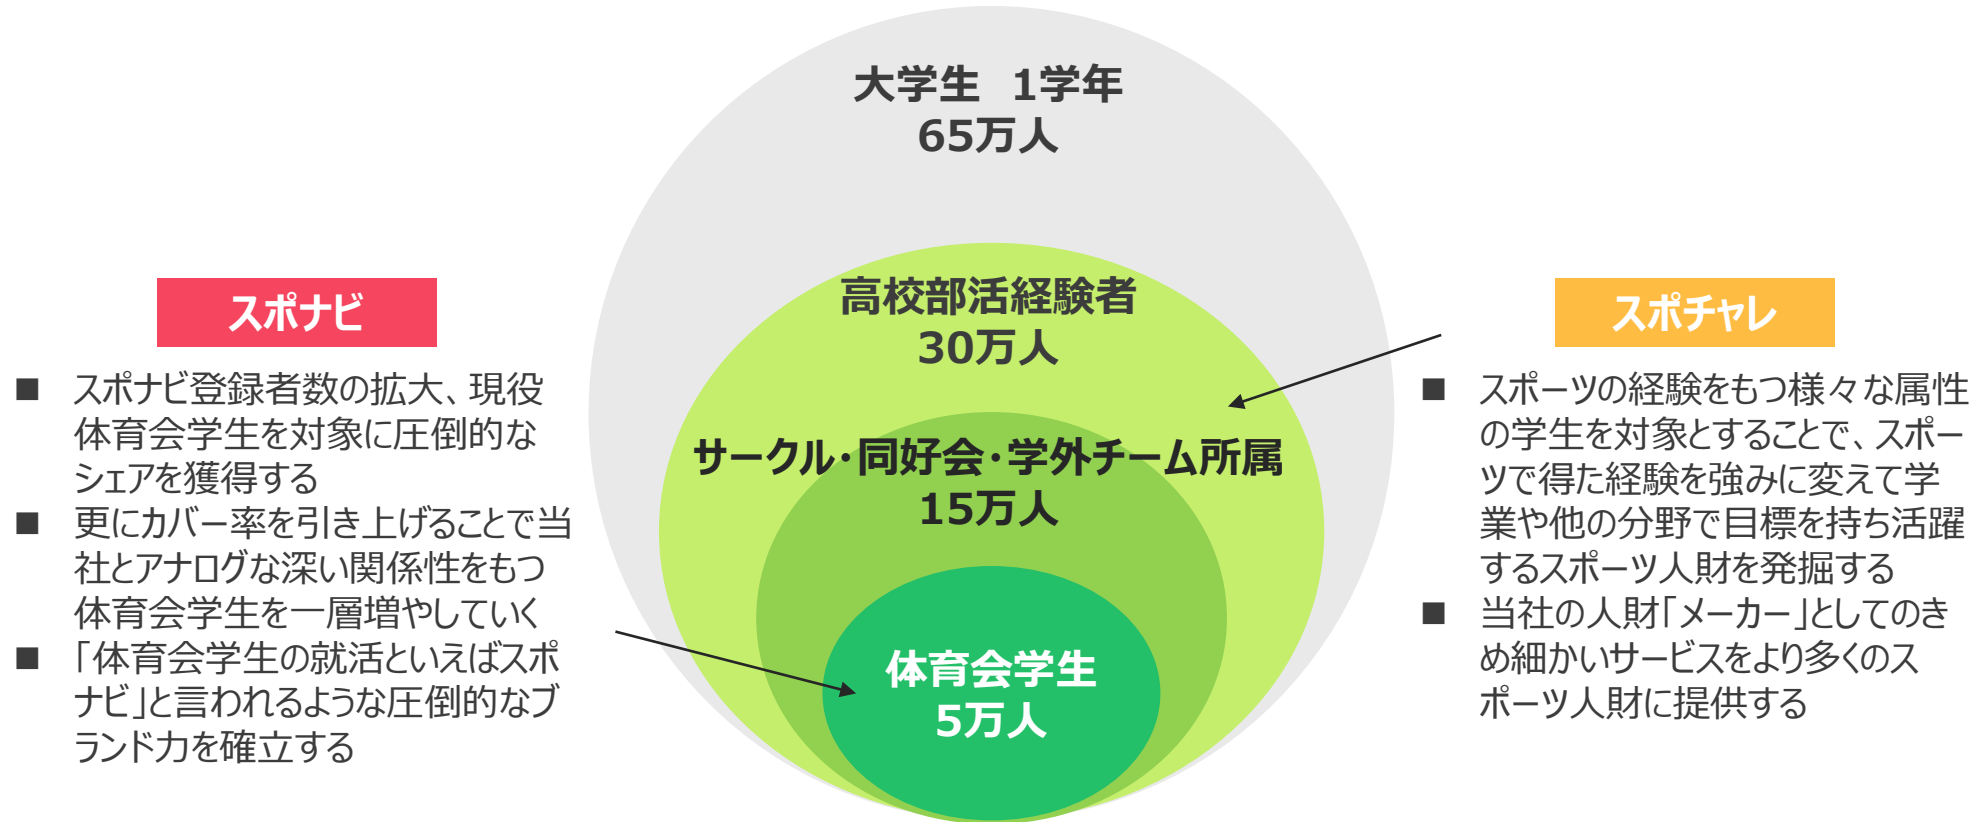 大学生　1学年
65万人
高校部活経験者
30万人
サークル・同好会・学外チーム所属
15万人
体育会学生
5万人
スポナビ
■ スポナビ登録者数の拡大、現役
体育会学生を対象に圧倒的な
シェアを獲得する
■ 更にカバー率を引き上げることで当
社とアナログな深い関係性をもつ
体育会学生を一層増やしていく
■ 「体育会学生の就活といえばスポ
ナビ」と言われるような圧倒的なブ
ランド力を確立する
スポチャレ
■ スポーツの経験をもつ様々な属性
の学生を対象とすることで、スポー
ツで得た経験を強みに変えて学
業や他の分野で目標を持ち活躍
するスポーツ人財を発掘する
■ 当社の人財「メーカー」としてのき
め細かいサービスをより多くのス
ポーツ人財に提供する